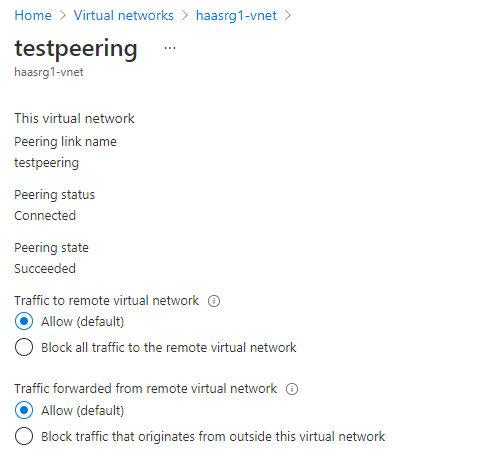 Home > Virtual networks > haasrg1-vnet >
testpeering ...
haasrg1-vnet
This virtual network
Peering link name
testpeering
Peering status
Connected
Peering state
Succeeded
Traffic to remote virtual network
Allow (default)
Block all traffic to the remote virtual network
Traffic forwarded from remote virtual network
Allow (default)
Block traffic that originates from outside this virtual network